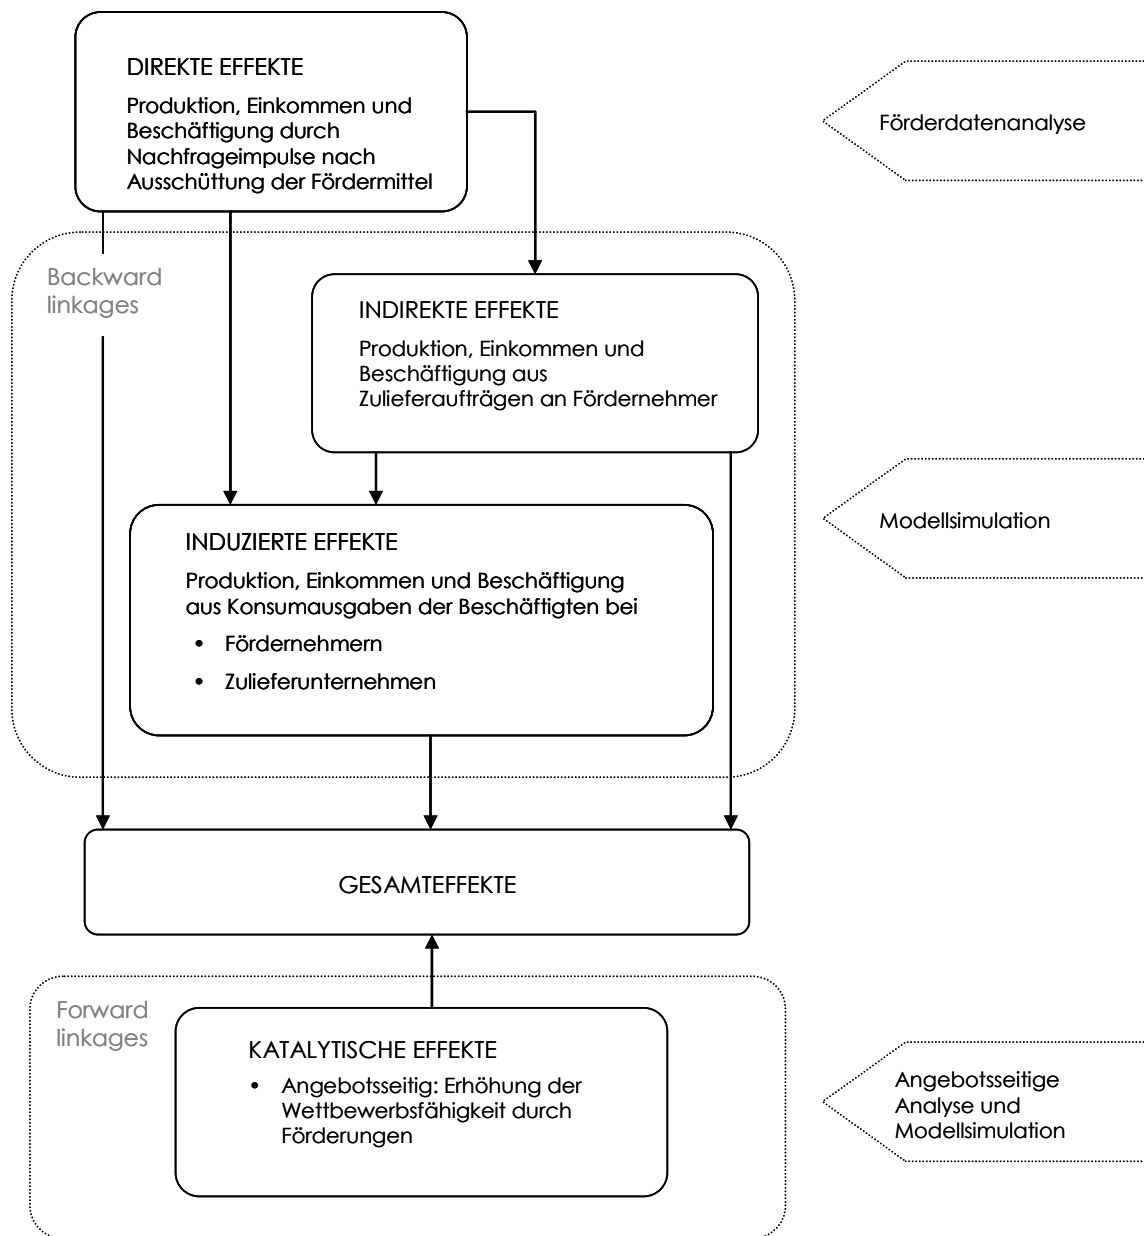 DIREKTE EFFEKTE
Produktion, Einkommen und
Beschäftigung durch
Nachfrageimpulse nach
Ausschüttung der Fördermittel
Förderdatenanalyse
Backward
linkages
INDIREKTE EFFEKTE
Produktion, Einkommen und
Beschäftigung aus
Zulieferaufträgen an Fördernehmer
Modellsimulation
INDUZIERTE EFFEKTE
Produktion, Einkommen und Beschäftigung
aus Konsumausgaben der Beschäftigten bei
• Fördernehmern
• Zulieferunternehmen
GESAMTEFFEKTE
Forward
linkages
KATALYTISCHE EFFEKTE
• Angebotsseitig: Erhöhung der
Wettbewerbsfähigkeit durch
Förderungen
Angebotsseitige
Analyse und
Modellsimulation